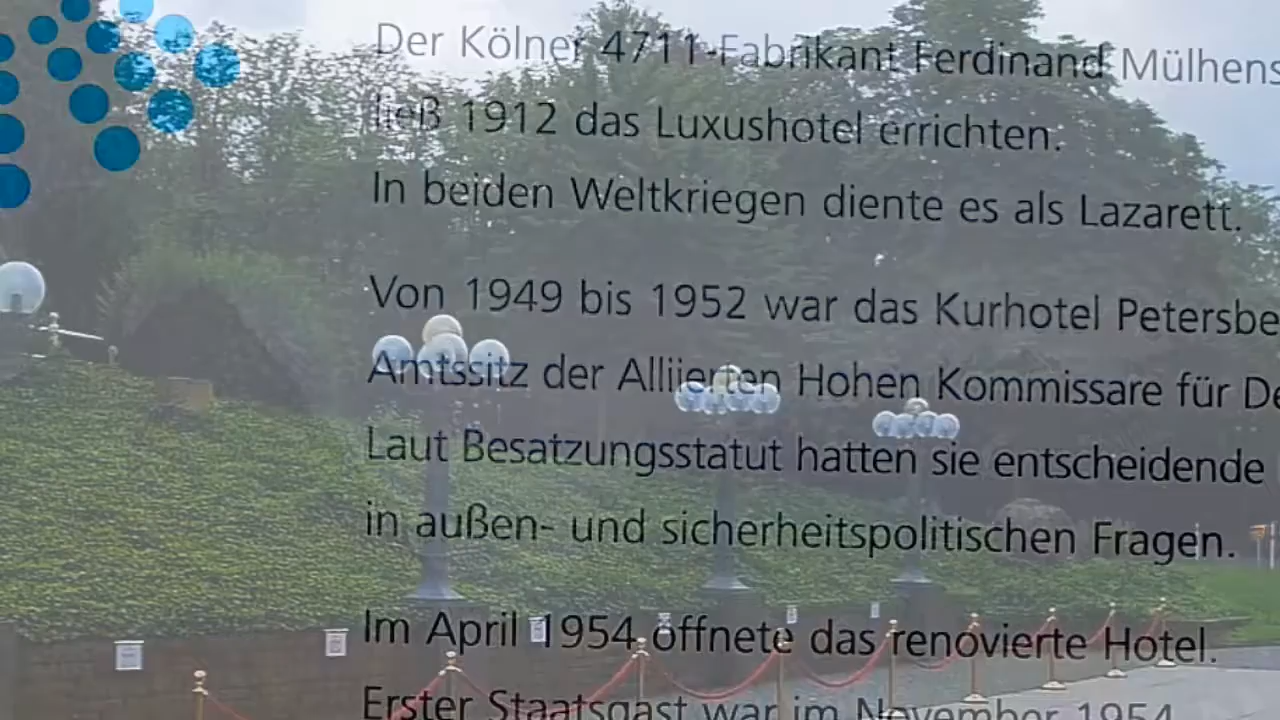 Der Kölner 4711-Fabrikant Ferdinand Mülhens
ließ 1912 das Luxushotel errichten.
In beiden Weltkriegen diente es als Lazarett.
Von 1949 bis 1952 war das Kurhotel Petersbe
Amtssitz der Alliierten Hohen Kommissare für De
Laut Besatzungsstatut hatten sie entscheidende
in außen- und sicherheitspolitischen Fragen.
Im April 1954 öffnete das renovierte Hotel.
Erster Staatsgast war im November 1954